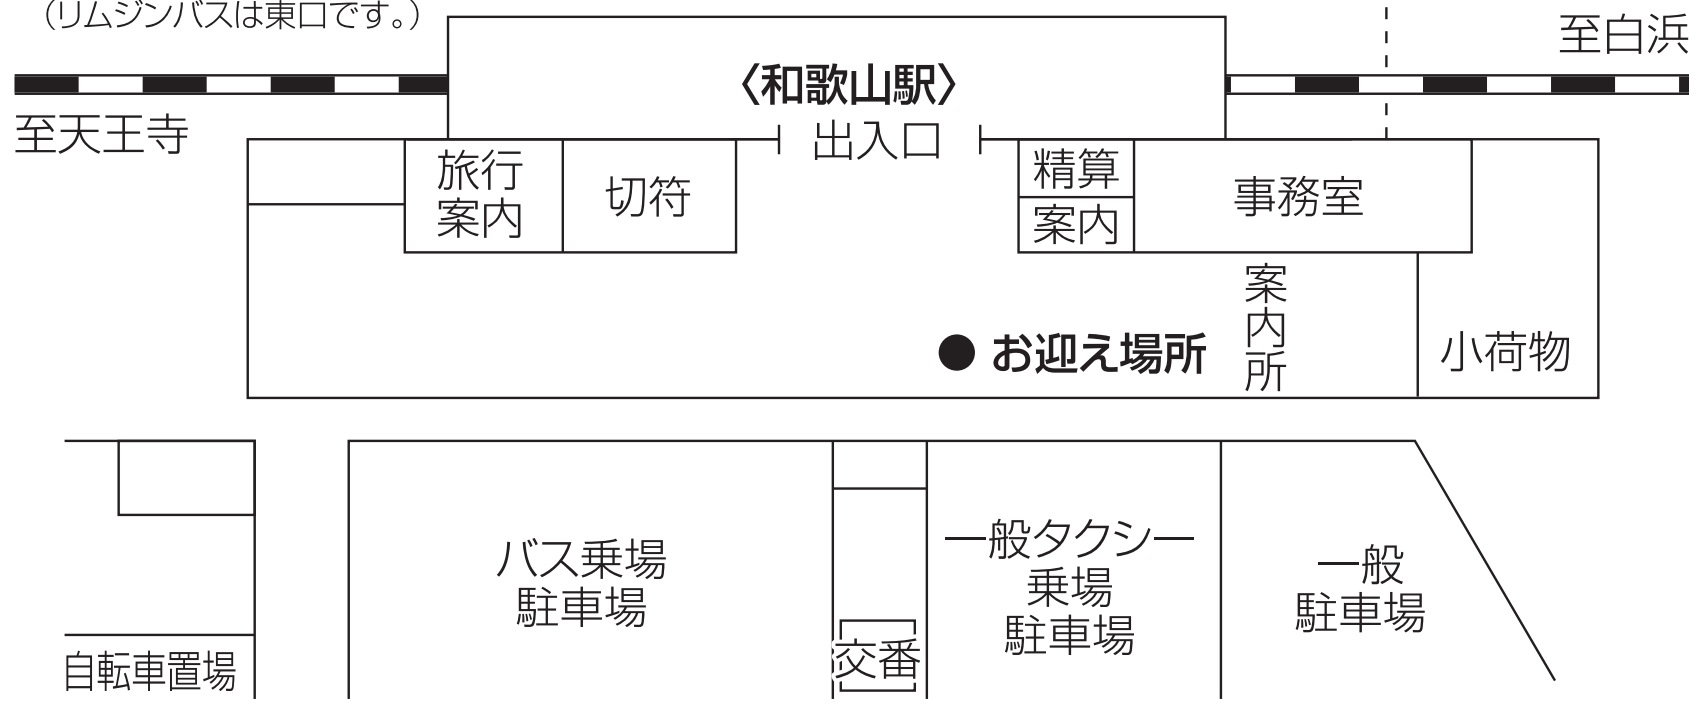 （リムジンバスは東口です。）
至白浜
〈和歌山駅〉
至天王寺
出入口
旅行
案内
切符
精算
案内
事務室
案内所
●お迎え場所
小荷物
バス乗場
駐車場
一般タクシー
乗場
駐車場
一般
駐車場
交番
自転車置場